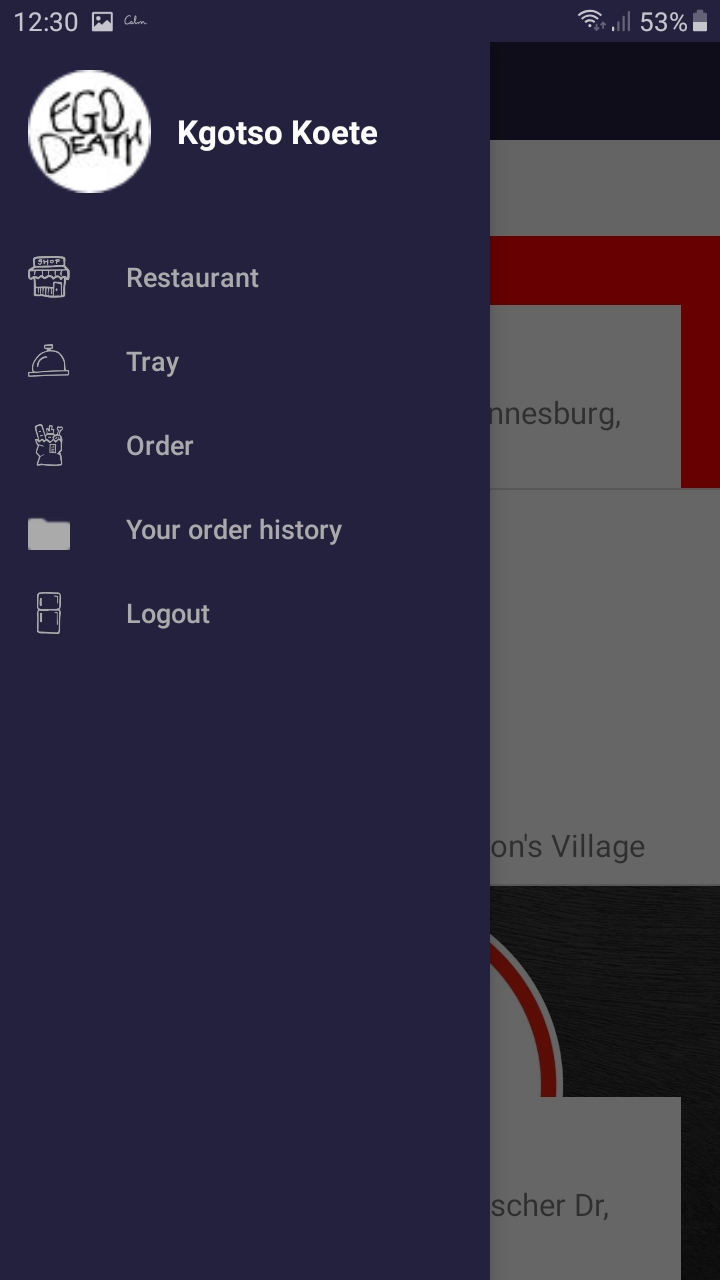 12:30 Calm 53%
EGO
DEATH
Kgotso Koete
SHOP
Restaurant
Tray
Order
Your order history
Logout
nnesburg,
on's Village
scher Dr,